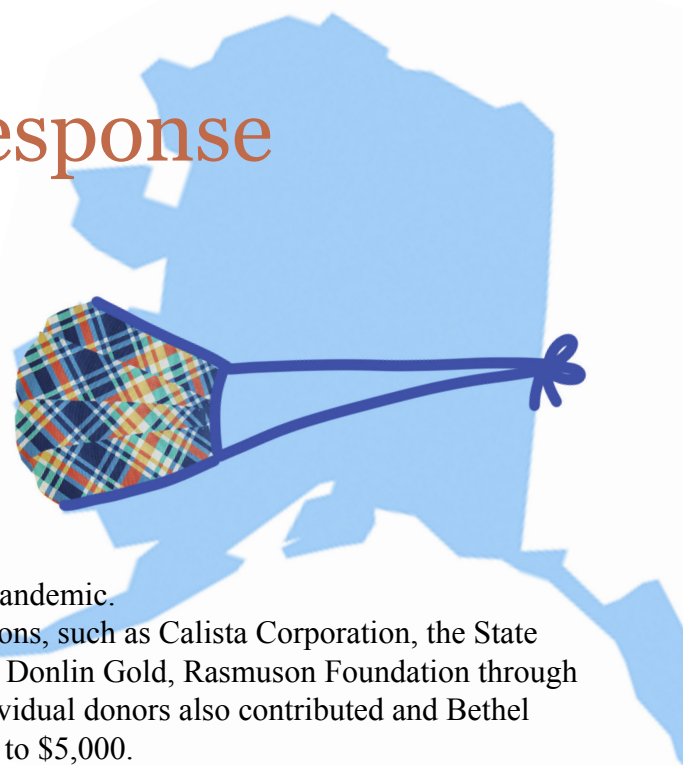 esponse
andemic.
ons, such as Calista Corporation, the State
Donlin Gold, Rasmuson Foundation through
vidual donors also contributed and Bethel
to $5,000.